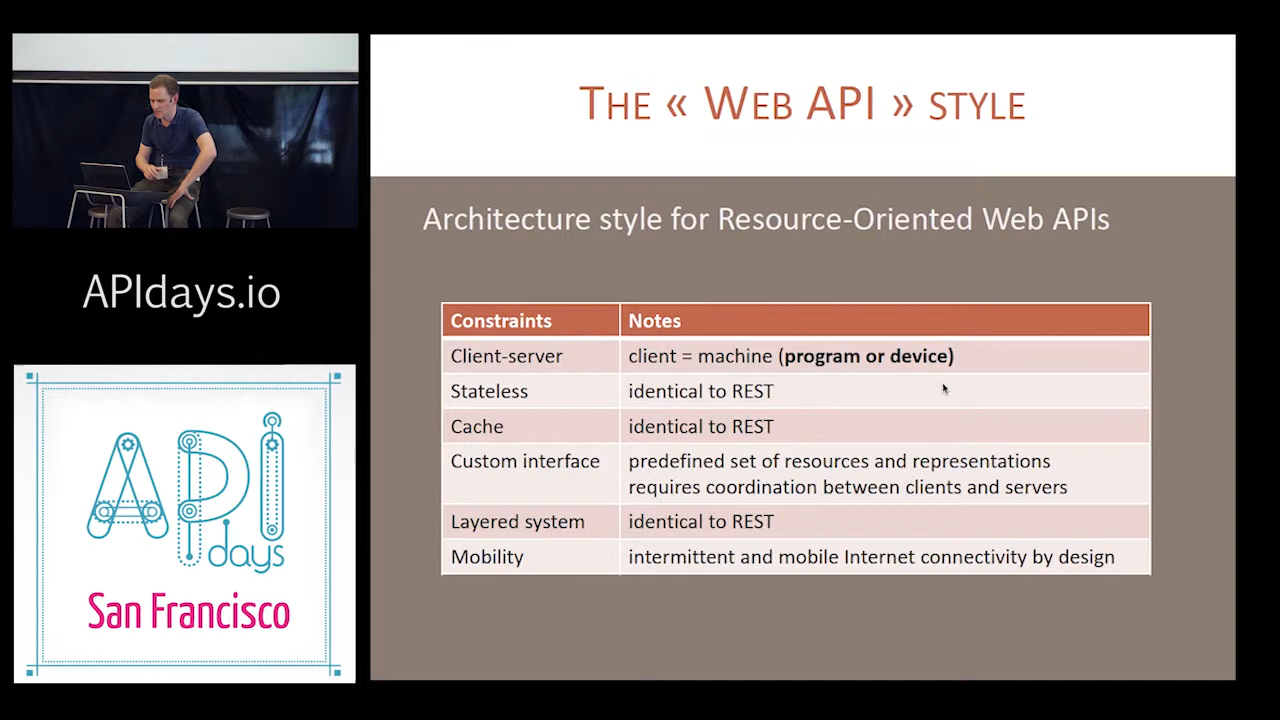 THE « WEB API » STYLE
Architecture style for Resource-Oriented Web APIs
Constraints Notes
Client-server client = machine (program or device)
Stateless identical to REST
Cache identical to REST
Custom interface predefined set of resources and representations
requires coordination between clients and servers
Layered system identical to REST
Mobility intermittent and mobile Internet connectivity by design
APIdays.io
API
days
San Francisco